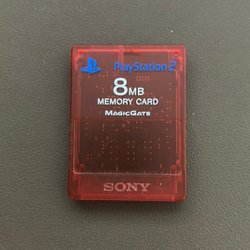 PlayStation 2
8MB
MEMORY CARD
MAGICGATE
SONY